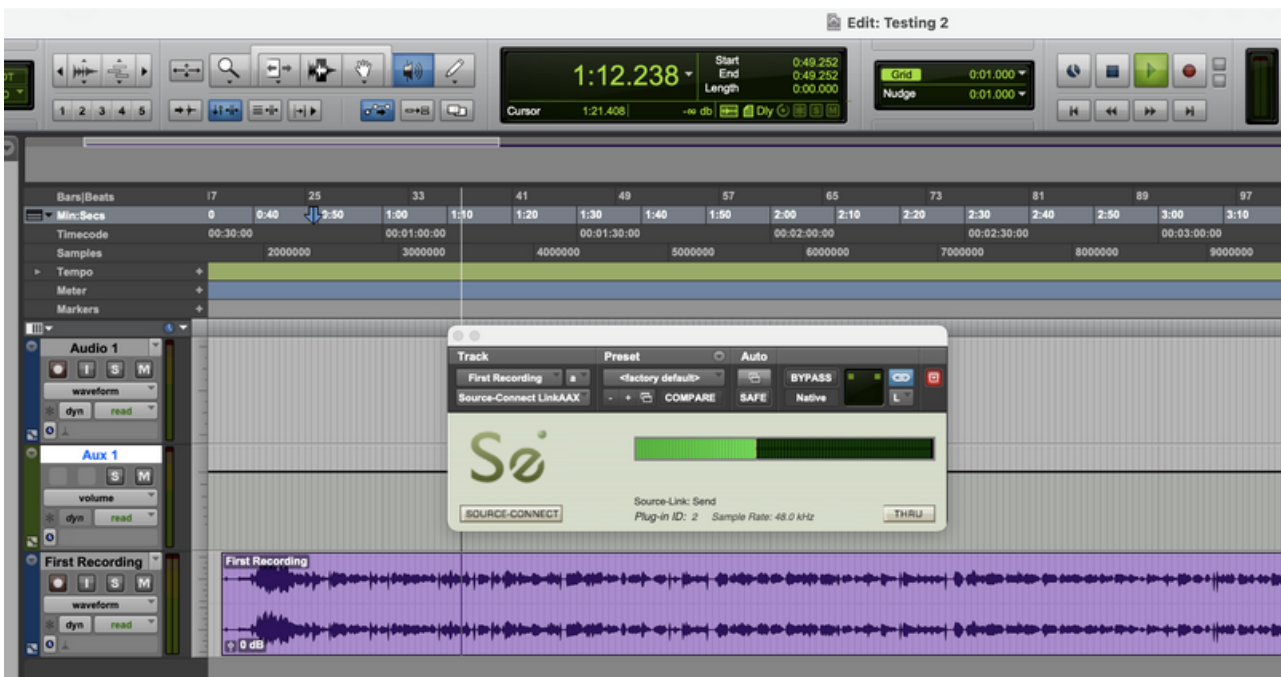 Edit: Testing 2
1:12.238
Start 0:49.252
End 0:49.252
Length 0:00.000
Cursor 1:21.408
-∞ db
Dly
S M
Grid 0:01.000
Nudge 0:01.000
1 2 3 4 5
Bars|Beats 17 25 33 41 49 57 65 73 81 89 97
Min:Secs 0 0:40 0:50 1:00 1:10 1:20 1:30 1:40 1:50 2:00 2:10 2:20 2:30 2:40 2:50 3:00 3:10
Timecode 00:30:00 00:01:00:00 00:01:30:00 00:02:00:00 00:02:30:00 00:03:00:00
Samples 2000000 3000000 4000000 5000000 6000000 7000000 8000000 9000000
Tempo
Meter
Markers
Audio 1
I S M
waveform
dyn read
Aux 1
S M
volume
dyn read
First Recording
I S M
waveform
dyn read
Track Preset Auto
First Recording a <factory default> BYPASS
Source-Connect LinkAAX - + COMPARE SAFE Native L
Source-Link: Send
SOURCE-CONNECT Plug-in ID: 2 Sample Rate: 48.0 kHz THRU
First Recording
0 dB